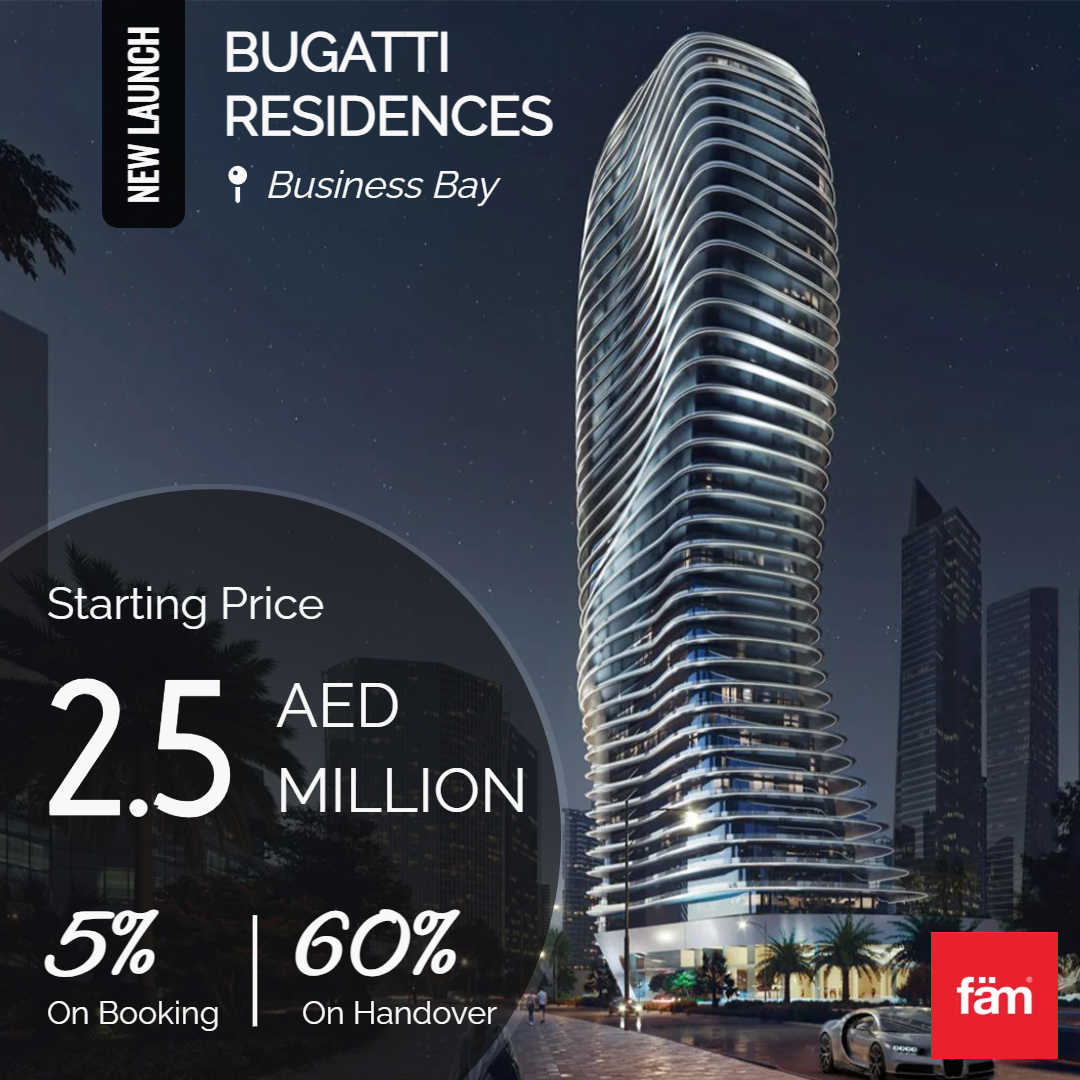 NEW LAUNCH
BUGATTI
RESIDENCES
Business Bay
Starting Price
2.5 AED
MILLION
5%
On Booking
60%
On Handover
fäm®